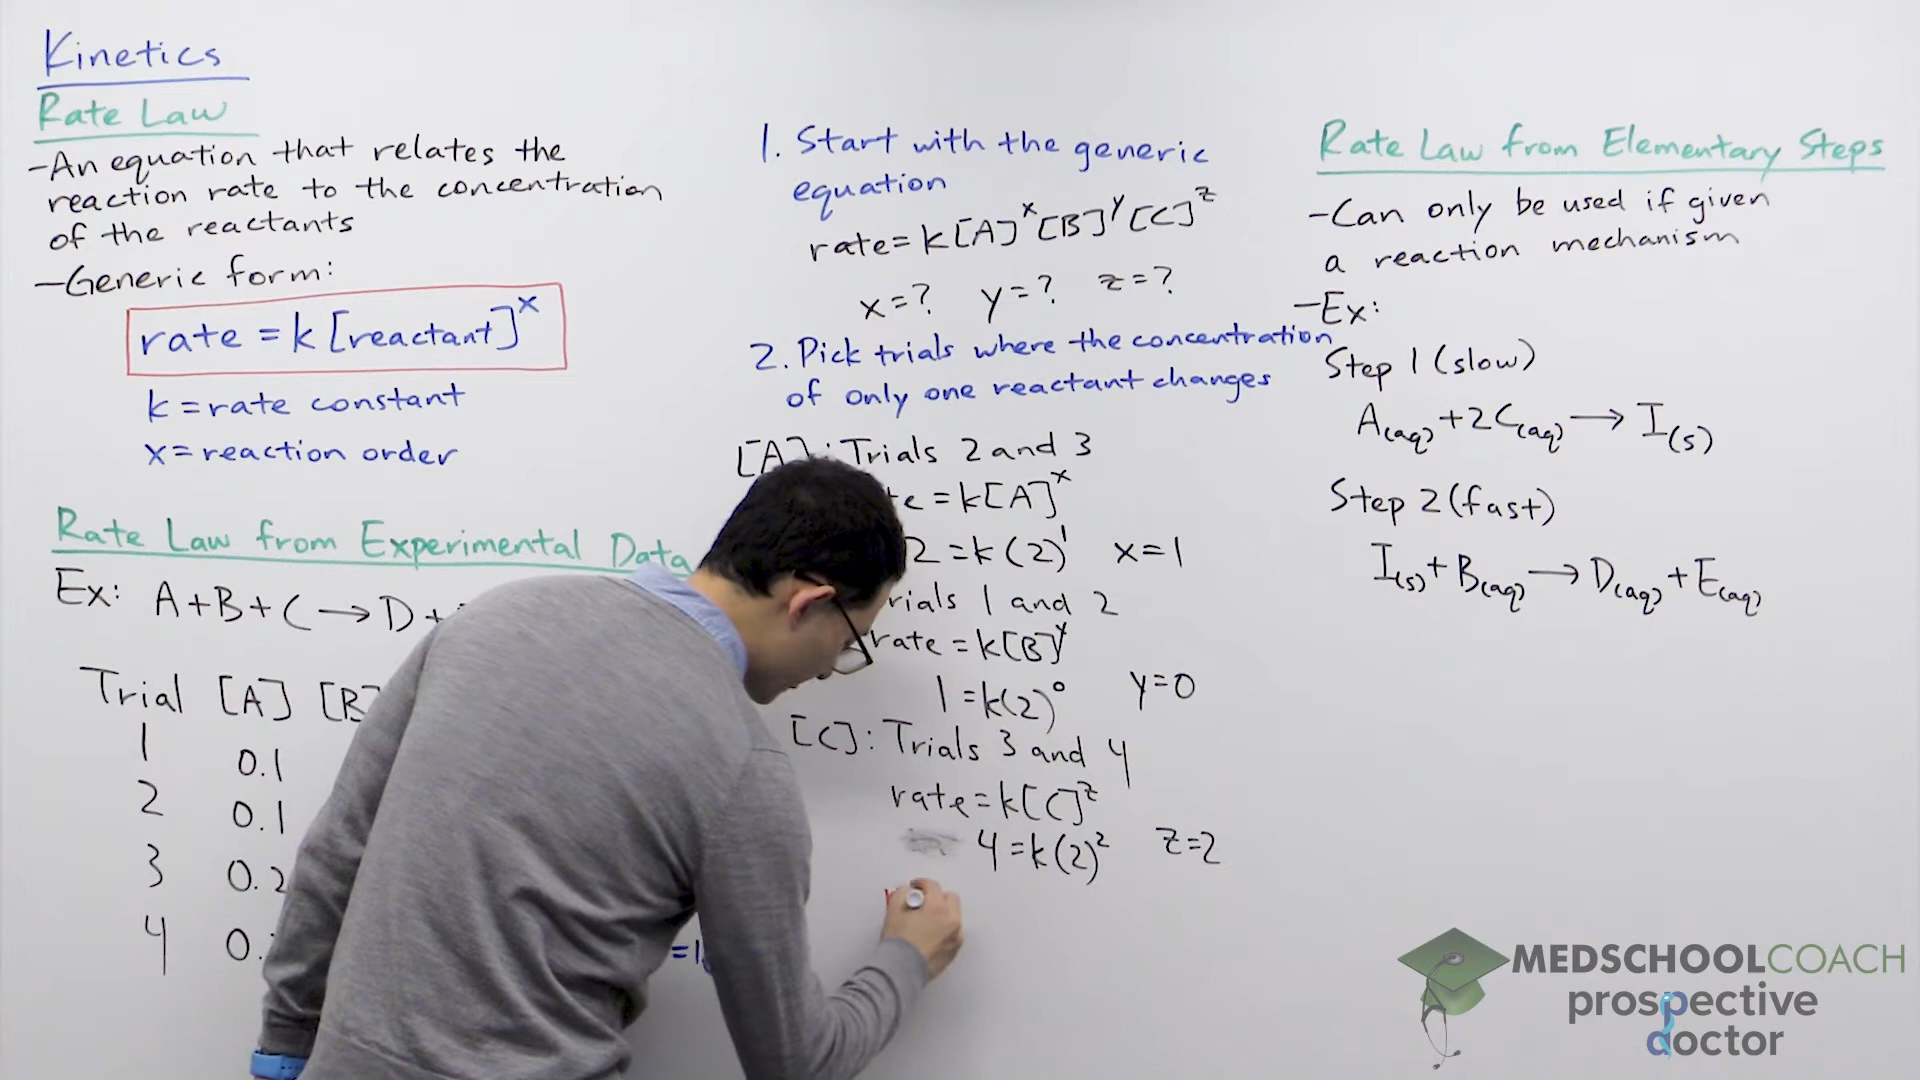 Kinetics
Rate Law
-An equation that relates the
reaction rate to the concentration
of the reactants
-Generic form:
rate = k[reactant]^x
k = rate constant
x = reaction order
Rate Law from Experimental Data
Ex: A+B+C → D+
Trial [A] [B]
1 0.1
2 0.1
3 0.2
4 0.
1. Start with the generic
equation
rate = k[A]^x[B]^y[C]^z
x=? y=? z=?
2. Pick trials where the concentration
of only one reactant changes
[A]: Trials 2 and 3
= k[A]^x
2 = k(2)^1 x=1
1 and 2
rate = k[B]^y
1 = k(2)^0 y=0
[C]: Trials 3 and 4
rate = k[C]^z
4 = k(2)^2 z=2
Rate Law from Elementary Steps
-Can only be used if given
a reaction mechanism
-Ex:
Step 1 (slow)
A(aq) + 2C(aq) → I(s)
Step 2 (fast)
I(s) + B(aq) → D(aq) + E(aq)
MEDSCHOOLCOACH
prospective
doctor